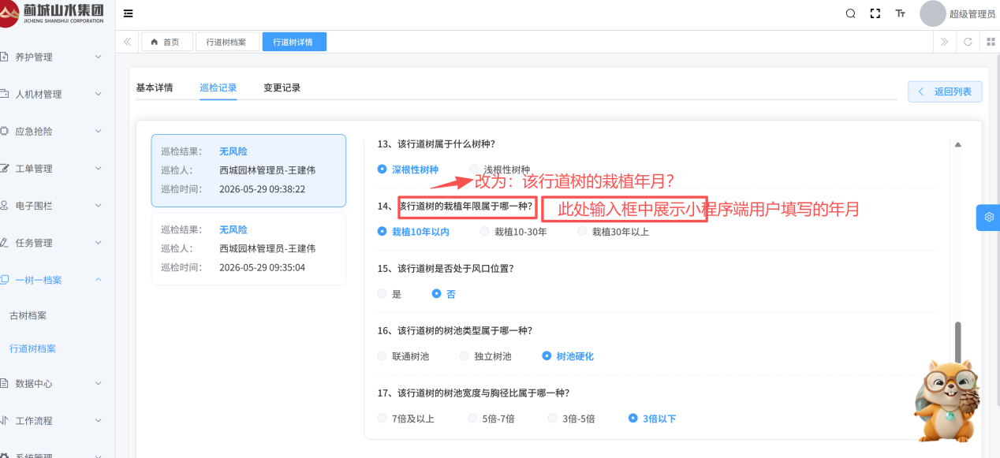 蓟城山水集团
JICHENG SHANSHUI CORPORATION
超级管理员
首页
行道树档案
行道树详情
养护管理
人机材管理
应急抢险
工单管理
电子围栏
任务管理
一树一档案
古树档案
行道树档案
数据中心
工作流程
系统管理
基本详情
巡检记录
变更记录
返回列表
巡检结果： 无风险
巡检人： 西城园林管理员-王建伟
巡检时间： 2026-05-29 09:38:22
巡检结果： 无风险
巡检人： 西城园林管理员-王建伟
巡检时间： 2026-05-29 09:35:04
13、该行道树属于什么树种？
深根性树种 浅根性树种
改为：该行道树的栽植年月？
14、该行道树的栽植年限属于哪一种？
此处输入框中展示小程序端用户填写的年月
栽植10年以内 栽植10-30年 栽植30年以上
15、该行道树是否处于风口位置？
是 否
16、该行道树的树池类型属于哪一种？
联通树池 独立树池 树池硬化
17、该行道树的树池宽度与胸径比属于哪一种？
7倍及以上 5倍-7倍 3倍-5倍 3倍以下